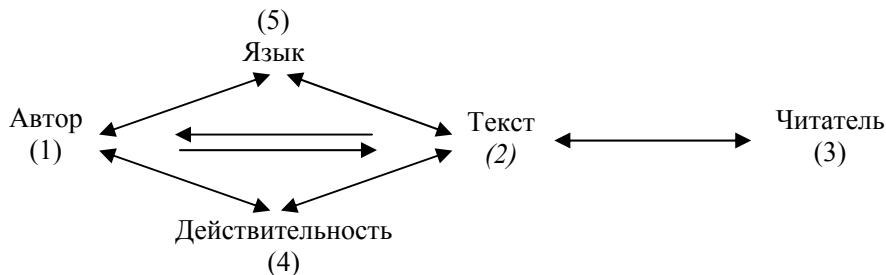 (5)
Язык
Автор
(1)
Текст
(2)
Читатель
(3)
Действительность
(4)